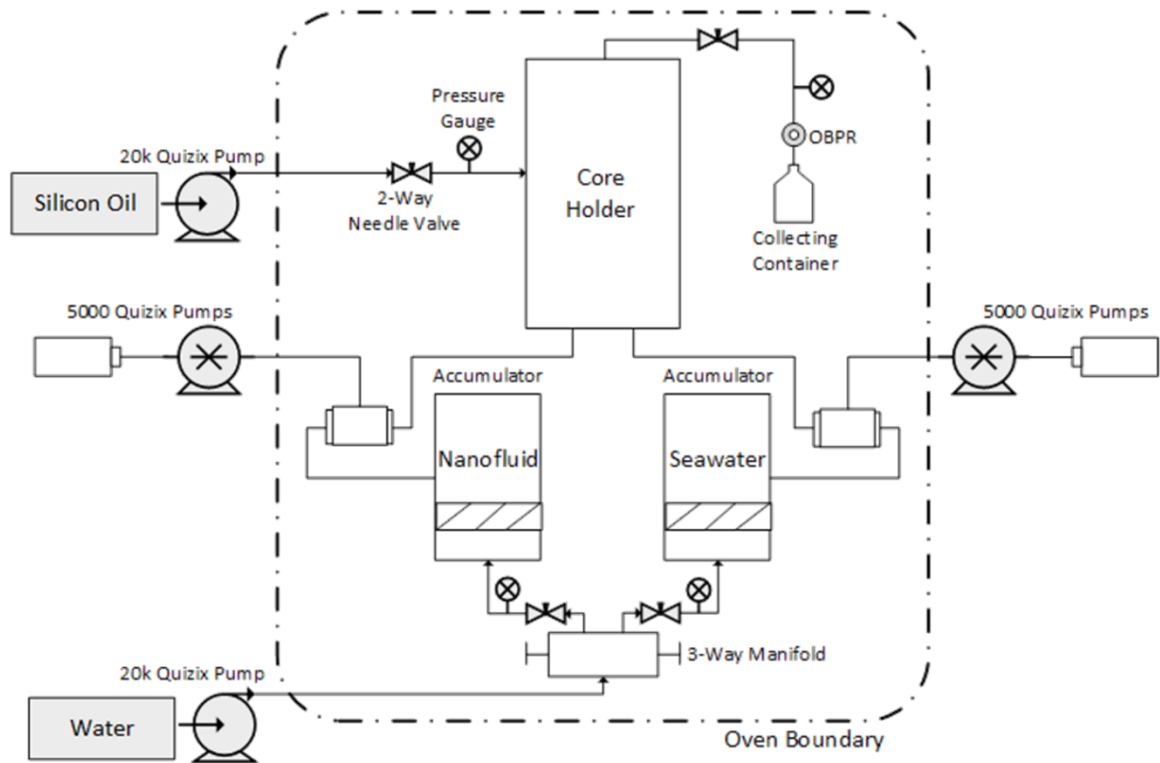 Pressure
Gauge
20k Quizix Pump
OBPR
Silicon Oil
Core
Holder
2-Way
Needle Valve
Collecting
Container
5000 Quizix Pumps
5000 Quizix Pumps
Accumulator
Accumulator
Nanofluid
Seawater
3-Way Manifold
20k Quizix Pump
Water
Oven Boundary